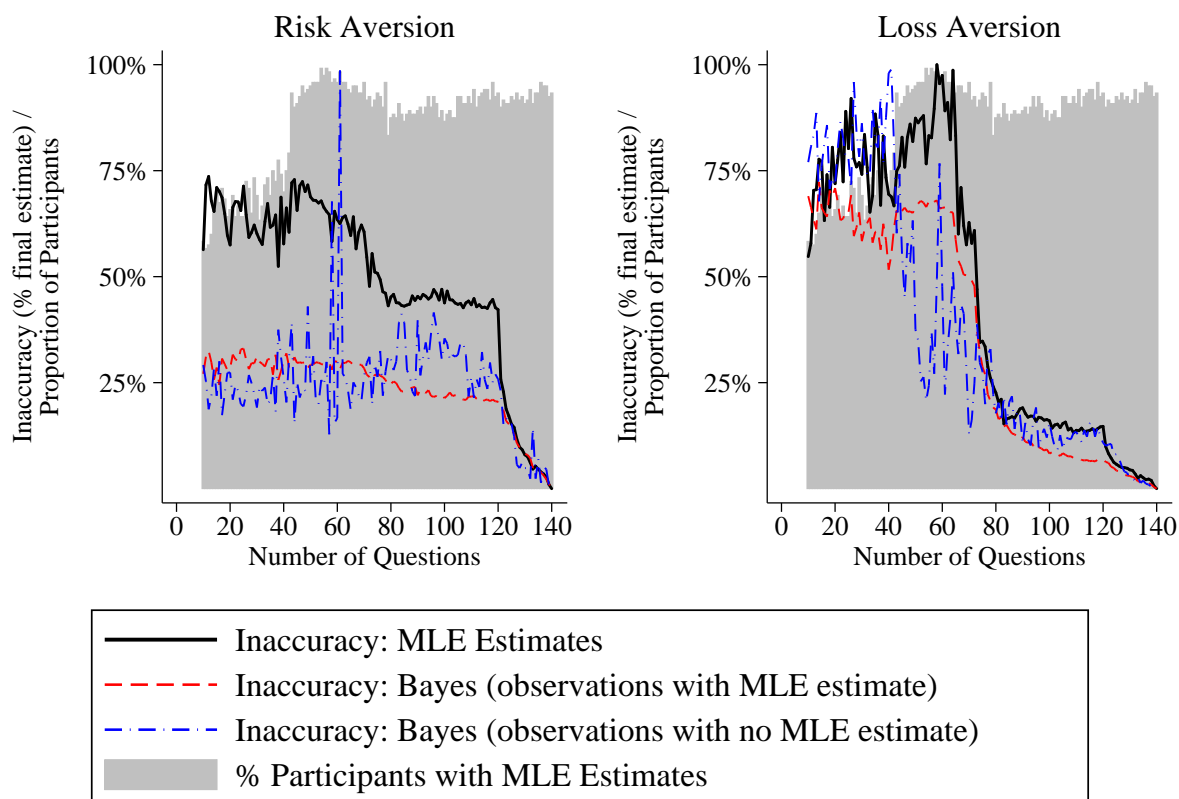 Risk Aversion
Inaccuracy (% final estimate) /
Proportion of Participants
100%
75%
50%
25%
0 20 40 60 80 100 120 140
Number of Questions
Loss Aversion
Inaccuracy (% final estimate) /
Proportion of Participants
100%
75%
50%
25%
0 20 40 60 80 100 120 140
Number of Questions
Inaccuracy: MLE Estimates
Inaccuracy: Bayes (observations with MLE estimate)
Inaccuracy: Bayes (observations with no MLE estimate)
% Participants with MLE Estimates